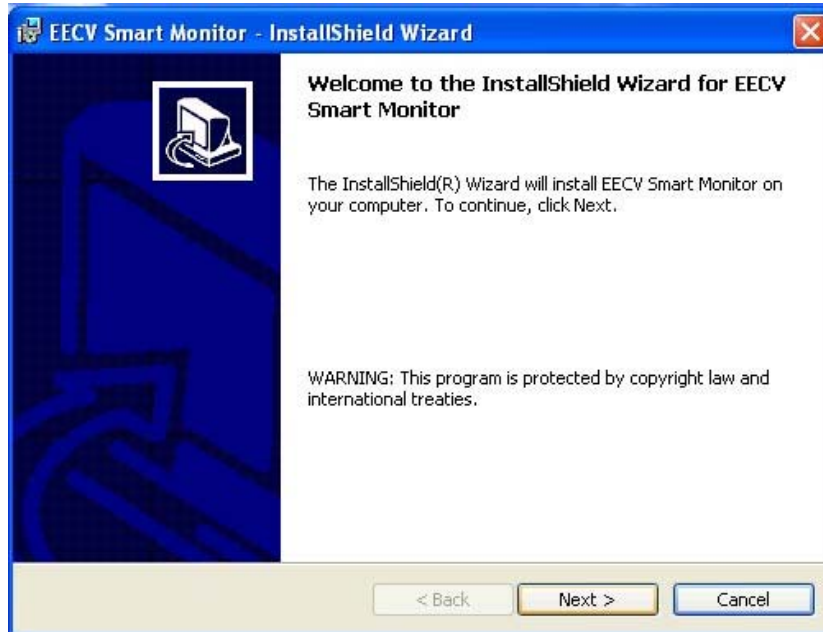 EECV Smart Monitor - InstallShield Wizard
Welcome to the InstallShield Wizard for EECV
Smart Monitor
The InstallShield(R) Wizard will install EECV Smart Monitor on
your computer. To continue, click Next.
WARNING: This program is protected by copyright law and
international treaties.
< Back Next > Cancel